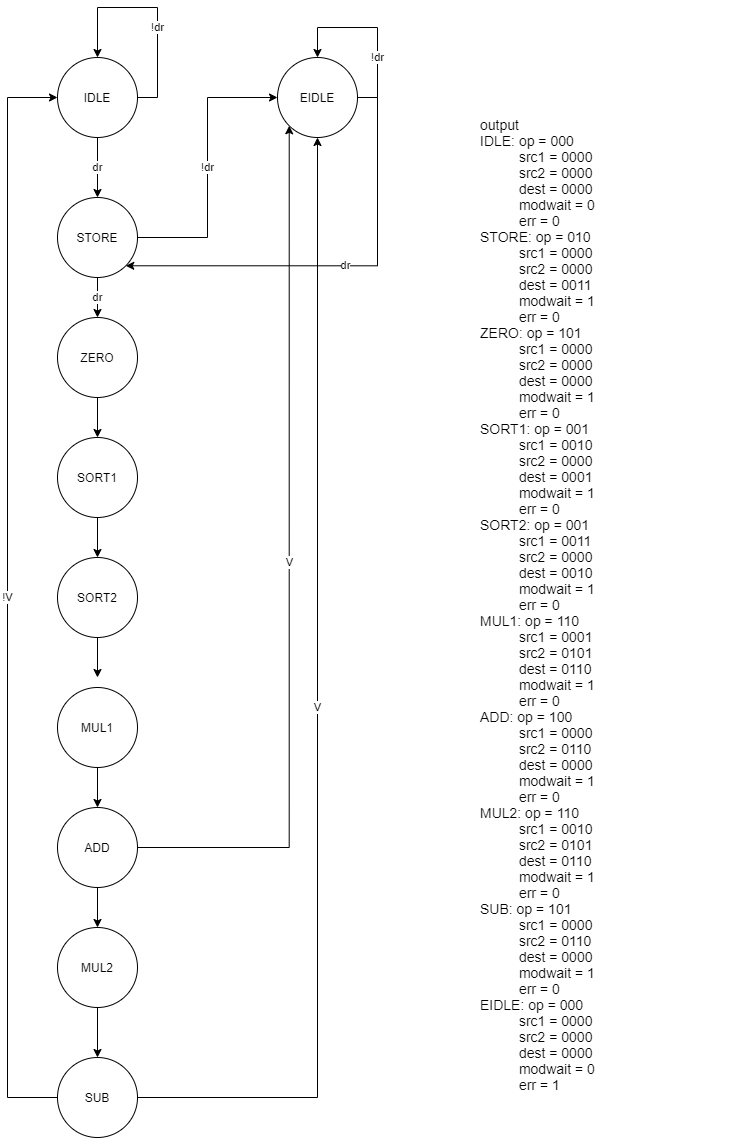 !dr
!dr
IDLE
EIDLE
dr
!dr
STORE
dr
dr
ZERO
SORT1
V
SORT2
!V
V
MUL1
ADD
MUL2
SUB
output
IDLE: op = 000
src1 = 0000
src2 = 0000
dest = 0000
modwait = 0
err = 0
STORE: op = 010
src1 = 0000
src2 = 0000
dest = 0011
modwait = 1
err = 0
ZERO: op = 101
src1 = 0000
src2 = 0000
dest = 0000
modwait = 1
err = 0
SORT1: op = 001
src1 = 0010
src2 = 0000
dest = 0001
modwait = 1
err = 0
SORT2: op = 001
src1 = 0011
src2 = 0000
dest = 0010
modwait = 1
err = 0
MUL1: op = 110
src1 = 0001
src2 = 0101
dest = 0110
modwait = 1
err = 0
ADD: op = 100
src1 = 0000
src2 = 0110
dest = 0000
modwait = 1
err = 0
MUL2: op = 110
src1 = 0010
src2 = 0101
dest = 0110
modwait = 1
err = 0
SUB: op = 101
src1 = 0000
src2 = 0110
dest = 0000
modwait = 1
err = 0
EIDLE: op = 000
src1 = 0000
src2 = 0000
dest = 0000
modwait = 0
err = 1